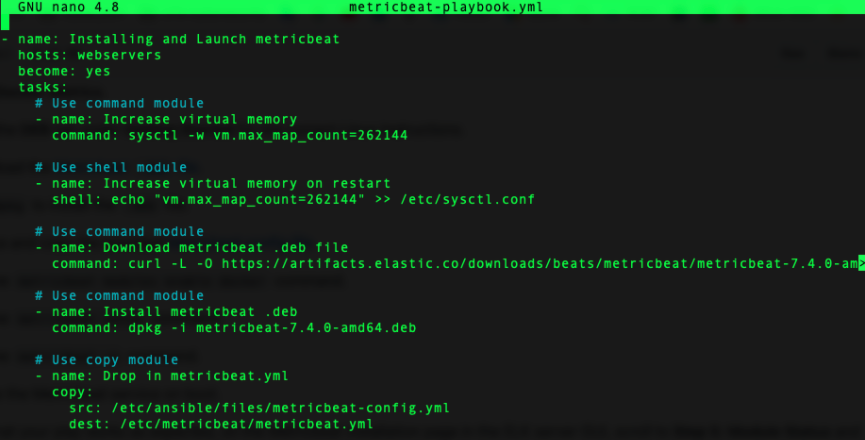 GNU nano 4.8 metricbeat-playbook.yml
- name: Installing and Launch metricbeat
hosts: webservers
become: yes
tasks:
# Use command module
- name: Increase virtual memory
command: sysctl -w vm.max_map_count=262144
# Use shell module
- name: Increase virtual memory on restart
shell: echo "vm.max_map_count=262144" >> /etc/sysctl.conf
# Use command module
- name: Download metricbeat .deb file
command: curl -L -O https://artifacts.elastic.co/downloads/beats/metricbeat/metricbeat-7.4.0-am>
# Use command module
- name: Install metricbeat .deb
command: dpkg -i metricbeat-7.4.0-amd64.deb
# Use copy module
- name: Drop in metricbeat.yml
copy:
src: /etc/ansible/files/metricbeat-config.yml
dest: /etc/metricbeat/metricbeat.yml